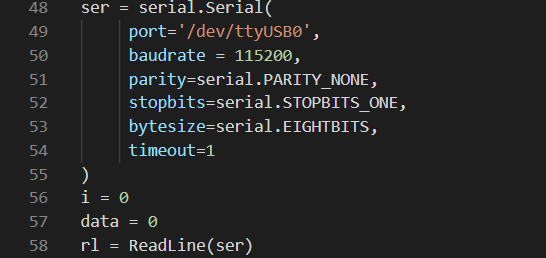 48 ser = serial.Serial(
49     port='/dev/ttyUSB0',
50     baudrate = 115200,
51     parity=serial.PARITY_NONE,
52     stopbits=serial.STOPBITS_ONE,
53     bytesize=serial.EIGHTBITS,
54     timeout=1
55 )
56 i = 0
57 data = 0
58 rl = ReadLine(ser)